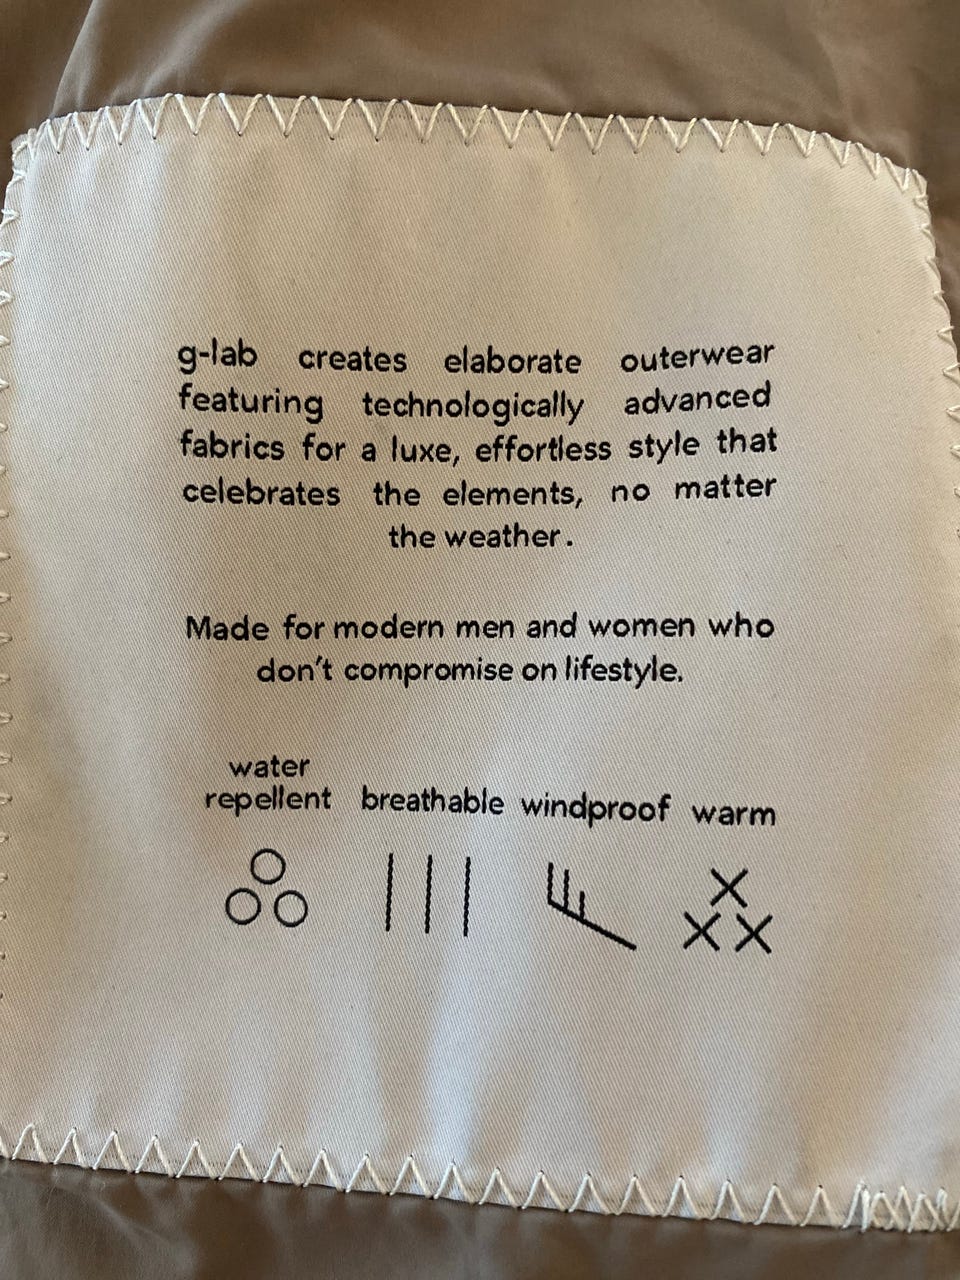 g-lab creates elaborate outerwear
featuring technologically advanced
fabrics for a luxe, effortless style that
celebrates the elements, no matter
the weather.
Made for modern men and women who
don't compromise on lifestyle.
water
repellent breathable windproof warm